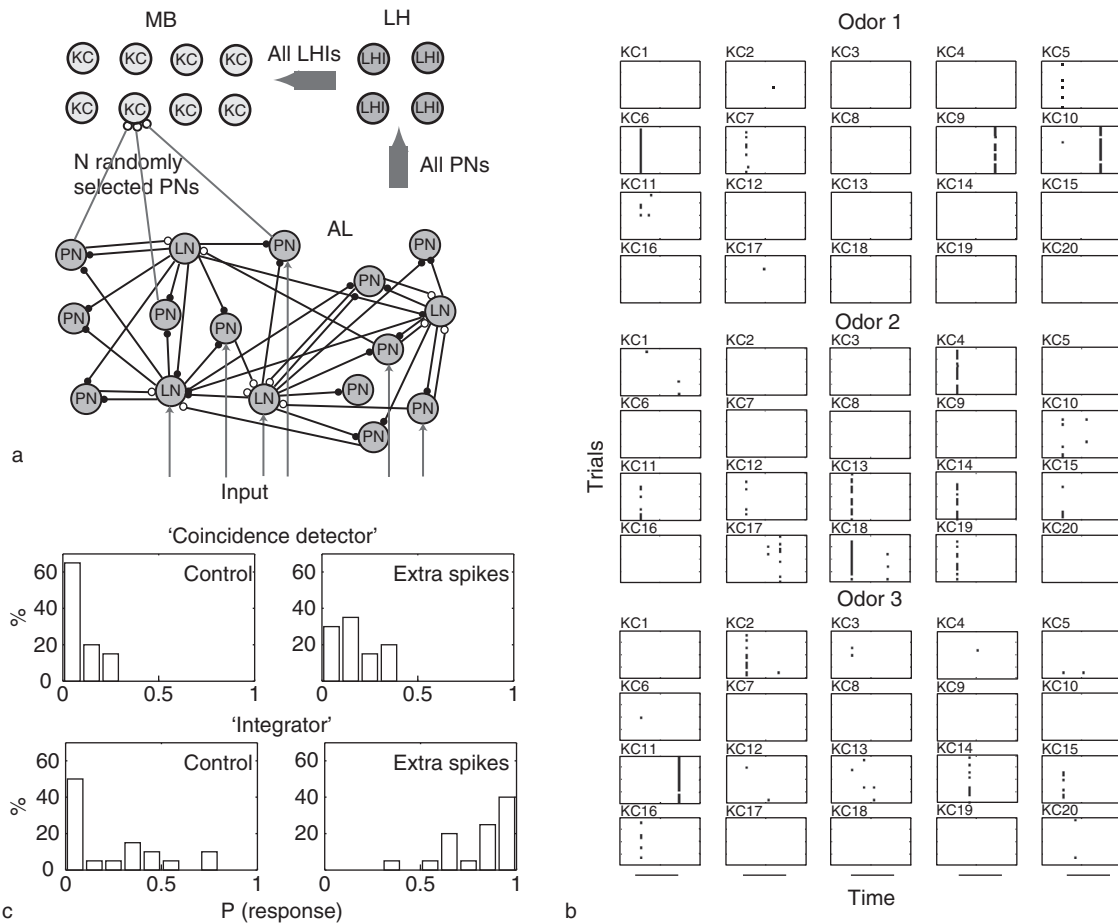 MB
LH
KC KC KC KC
All LHIs
LHI LHI
KC KC KC KC
LHI LHI
N randomly
selected PNs
All PNs
AL
PN
LN
PN
PN
PN
LN
PN
PN
PN
PN
PN
LN
LN
PN
PN
PN
a
Input
'Coincidence detector'
Control
Extra spikes
%
60
40
20
0
0 0.5 1
0 0.5 1
'Integrator'
Control
Extra spikes
%
60
40
20
0
60
40
20
0 0.5 1
0 0.5 1
P (response)
c
Odor 1
KC1 KC2 KC3 KC4 KC5
KC6 KC7 KC8 KC9 KC10
KC11 KC12 KC13 KC14 KC15
KC16 KC17 KC18 KC19 KC20
Odor 2
KC1 KC2 KC3 KC4 KC5
KC6 KC7 KC8 KC9 KC10
KC11 KC12 KC13 KC14 KC15
KC16 KC17 KC18 KC19 KC20
Odor 3
KC1 KC2 KC3 KC4 KC5
KC6 KC7 KC8 KC9 KC10
KC11 KC12 KC13 KC14 KC15
KC16 KC17 KC18 KC19 KC20
Trials
Time
b